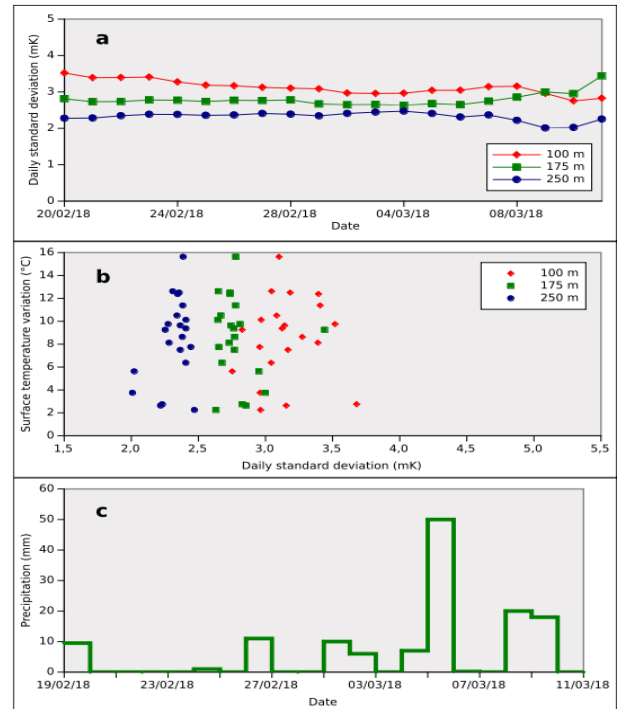 a
Daily standard deviation (mK)
5
4
3
2
1
0
100 m
175 m
250 m
20/02/18 24/02/18 28/02/18 04/03/18 08/03/18
Date
b
Surface temperature variation (°C)
16
14
12
10
8
6
4
2
0
100 m
175 m
250 m
1,5 2,0 2,5 3,0 3,5 4,0 4,5 5,0 5,5
Daily standard deviation (mK)
c
Precipitation (mm)
60
50
40
30
20
10
0
19/02/18 23/02/18 27/02/18 03/03/18 07/03/18 11/03/18
Date